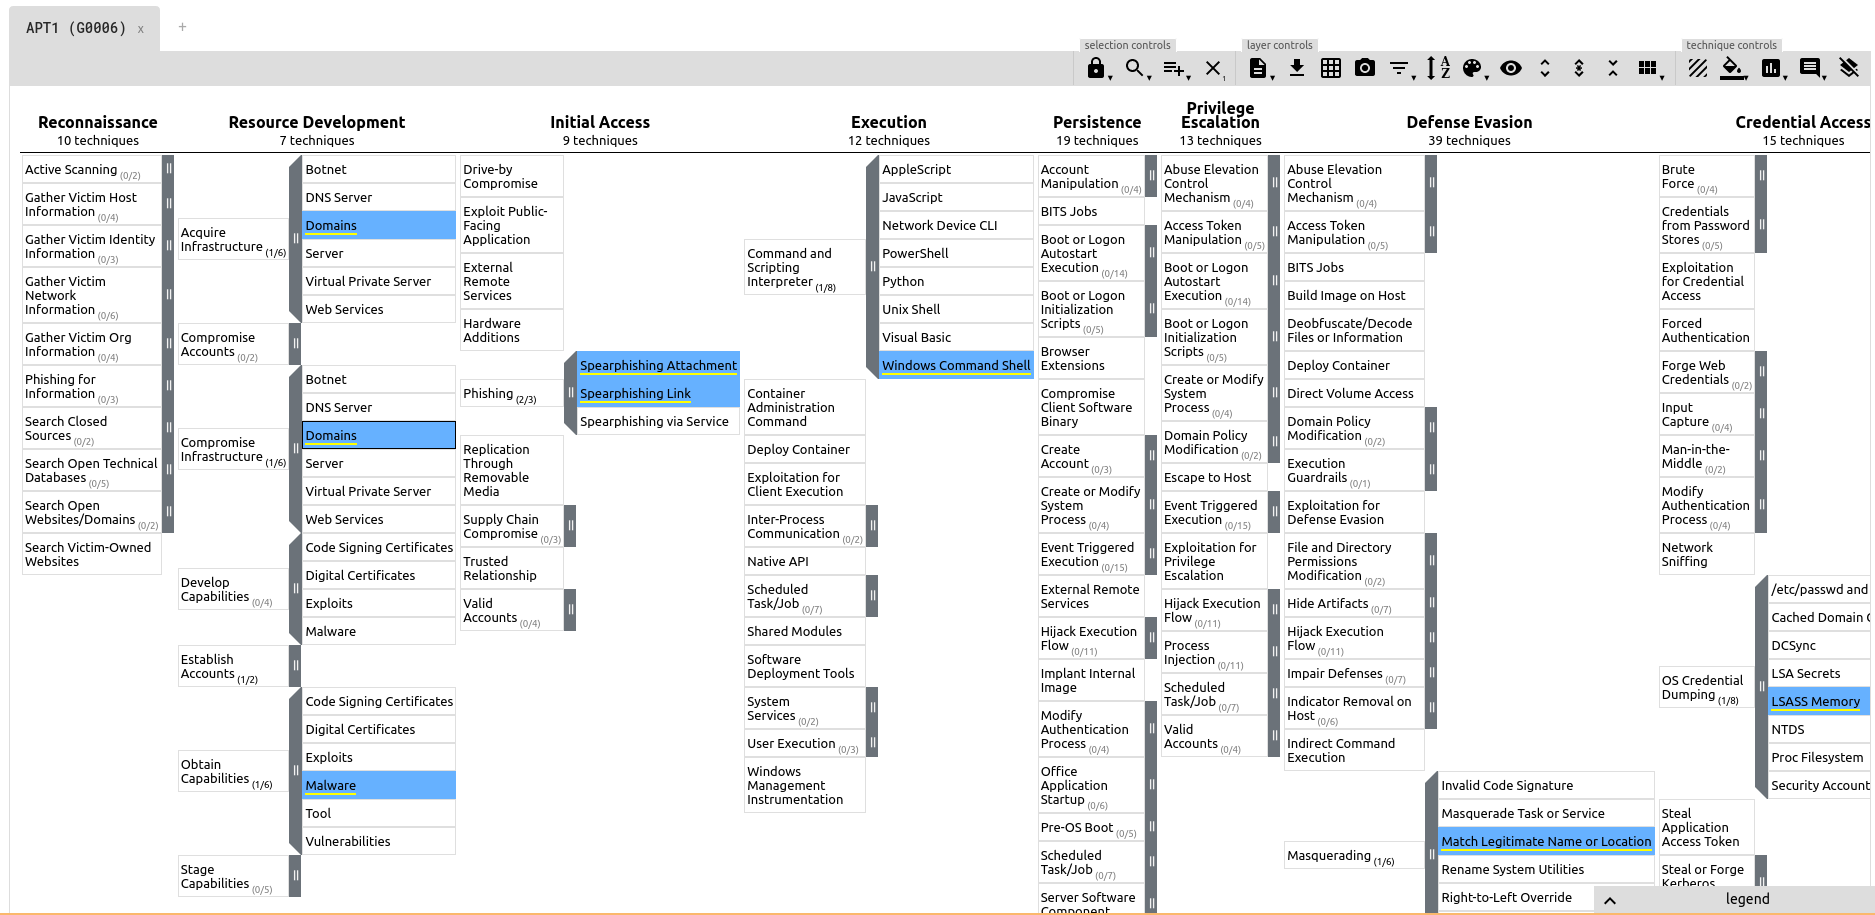 APT1 (G0006) x +
selection controls
layer controls
technique controls
Reconnaissance
10 techniques
Active Scanning (0/2)
Gather Victim Host
Information (0/4)
Gather Victim Identity
Information (0/3)
Gather Victim
Network
Information (0/6)
Gather Victim Org
Information (0/4)
Phishing for
Information (0/3)
Search Closed
Sources (0/2)
Search Open Technical
Databases (0/5)
Search Open
Websites/Domains (0/2)
Search Victim-Owned
Websites
Resource Development
7 techniques
Acquire
Infrastructure (1/6)
Botnet
DNS Server
Domains
Server
Virtual Private Server
Web Services
Compromise
Accounts (0/2)
Compromise
Infrastructure (1/6)
Botnet
DNS Server
Domains
Server
Virtual Private Server
Web Services
Develop
Capabilities (0/4)
Code Signing Certificates
Digital Certificates
Exploits
Malware
Establish
Accounts (1/2)
Obtain
Capabilities (1/6)
Code Signing Certificates
Digital Certificates
Exploits
Malware
Tool
Vulnerabilities
Stage
Capabilities (0/5)
Initial Access
9 techniques
Drive-by
Compromise
Exploit Public-
Facing
Application
External
Remote
Services
Hardware
Additions
Phishing (2/3)
Spearphishing Attachment
Spearphishing Link
Spearphishing via Service
Replication
Through
Removable
Media
Supply Chain
Compromise (0/3)
Trusted
Relationship
Valid
Accounts (0/4)
Execution
12 techniques
Command and
Scripting
Interpreter (1/8)
AppleScript
JavaScript
Network Device CLI
PowerShell
Python
Unix Shell
Visual Basic
Windows Command Shell
Container
Administration
Command
Deploy Container
Exploitation for
Client Execution
Inter-Process
Communication (0/2)
Native API
Scheduled
Task/Job (0/7)
Shared Modules
Software
Deployment Tools
System
Services (0/2)
User Execution (0/3)
Windows
Management
Instrumentation
Persistence
19 techniques
Account
Manipulation (0/4)
BITS Jobs
Boot or Logon
Autostart
Execution (0/14)
Boot or Logon
Initialization
Scripts (0/5)
Browser
Extensions
Compromise
Client Software
Binary
Create
Account (0/3)
Create or Modify
System
Process (0/4)
Event Triggered
Execution (0/15)
External Remote
Services
Hijack Execution
Flow (0/11)
Implant Internal
Image
Modify
Authentication
Process (0/4)
Office
Application
Startup (0/6)
Pre-OS Boot (0/5)
Scheduled
Task/Job (0/7)
Server Software
Component
Privilege
Escalation
13 techniques
Abuse Elevation
Control
Mechanism (0/4)
Access Token
Manipulation (0/5)
Boot or Logon
Autostart
Execution (0/14)
Boot or Logon
Initialization
Scripts (0/5)
Create or Modify
System
Process (0/4)
Domain Policy
Modification (0/2)
Escape to Host
Event Triggered
Execution (0/15)
Exploitation for
Privilege
Escalation
Hijack Execution
Flow (0/11)
Process
Injection (0/11)
Scheduled
Task/Job (0/7)
Valid
Accounts (0/4)
Defense Evasion
39 techniques
Abuse Elevation
Control
Mechanism (0/4)
Access Token
Manipulation (0/5)
BITS Jobs
Build Image on Host
Deobfuscate/Decode
Files or Information
Deploy Container
Direct Volume Access
Domain Policy
Modification (0/2)
Execution
Guardrails (0/1)
Exploitation for
Defense Evasion
File and Directory
Permissions
Modification (0/2)
Hide Artifacts (0/7)
Hijack Execution
Flow (0/11)
Impair Defenses (0/7)
Indicator Removal on
Host (0/6)
Indirect Command
Execution
Masquerading (1/6)
Invalid Code Signature
Masquerade Task or Service
Match Legitimate Name or Location
Rename System Utilities
Right-to-Left Override
Credential Access
15 techniques
Brute
Force (0/4)
Credentials
from Password
Stores (0/5)
Exploitation
for Credential
Access
Forced
Authentication
Forge Web
Credentials (0/2)
Input
Capture (0/4)
Man-in-the-
Middle (0/2)
Modify
Authentication
Process (0/4)
Network
Sniffing
OS Credential
Dumping (1/8)
/etc/passwd and
Cached Domain
DCSync
LSA Secrets
LSASS Memory
NTDS
Proc Filesystem
Security Account
Steal
Application
Access Token
Steal or Forge
Kerberos
legend